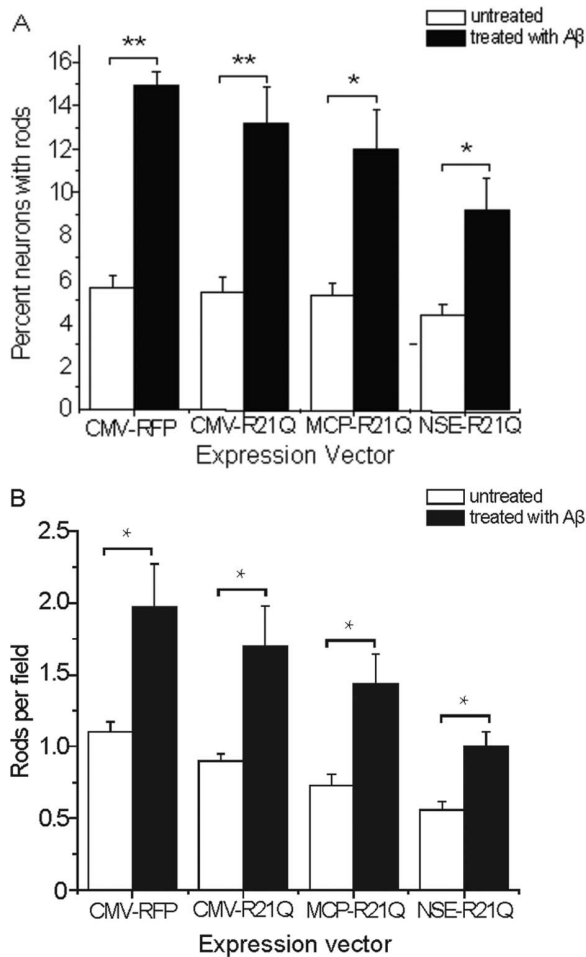 A
untreated
treated with Aβ
Percent neurons with rods
16
14
12
10
8
6
4
2
0
**
**
*
*
CMV-RFP CMV-R21Q MCP-R21Q NSE-R21Q
Expression Vector
B
untreated
treated with Aβ
Rods per field
2.5
2.0
1.5
1.0
0.5
0
*
*
*
*
CMV-RFP CMV-R21Q MCP-R21Q NSE-R21Q
Expression vector